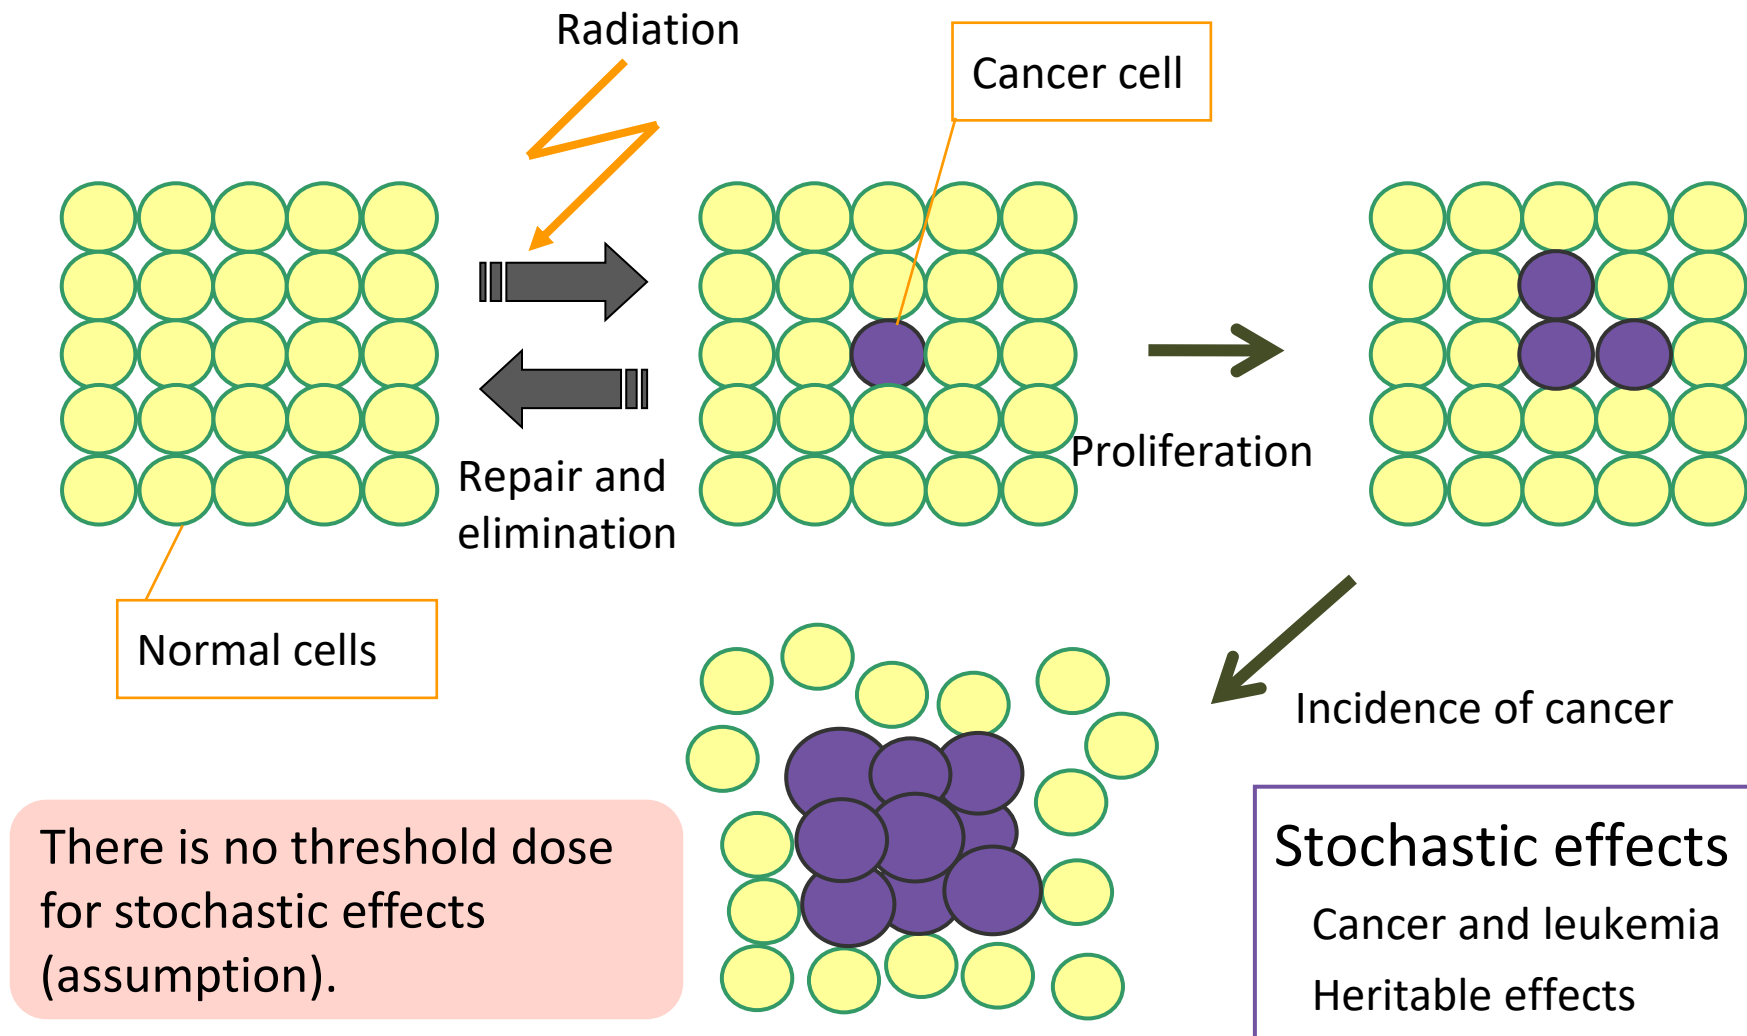 Radiation
Cancer cell
Repair and
elimination
Proliferation
Normal cells
Incidence of cancer
There is no threshold dose
for stochastic effects
(assumption).
Stochastic effects
Cancer and leukemia
Heritable effects